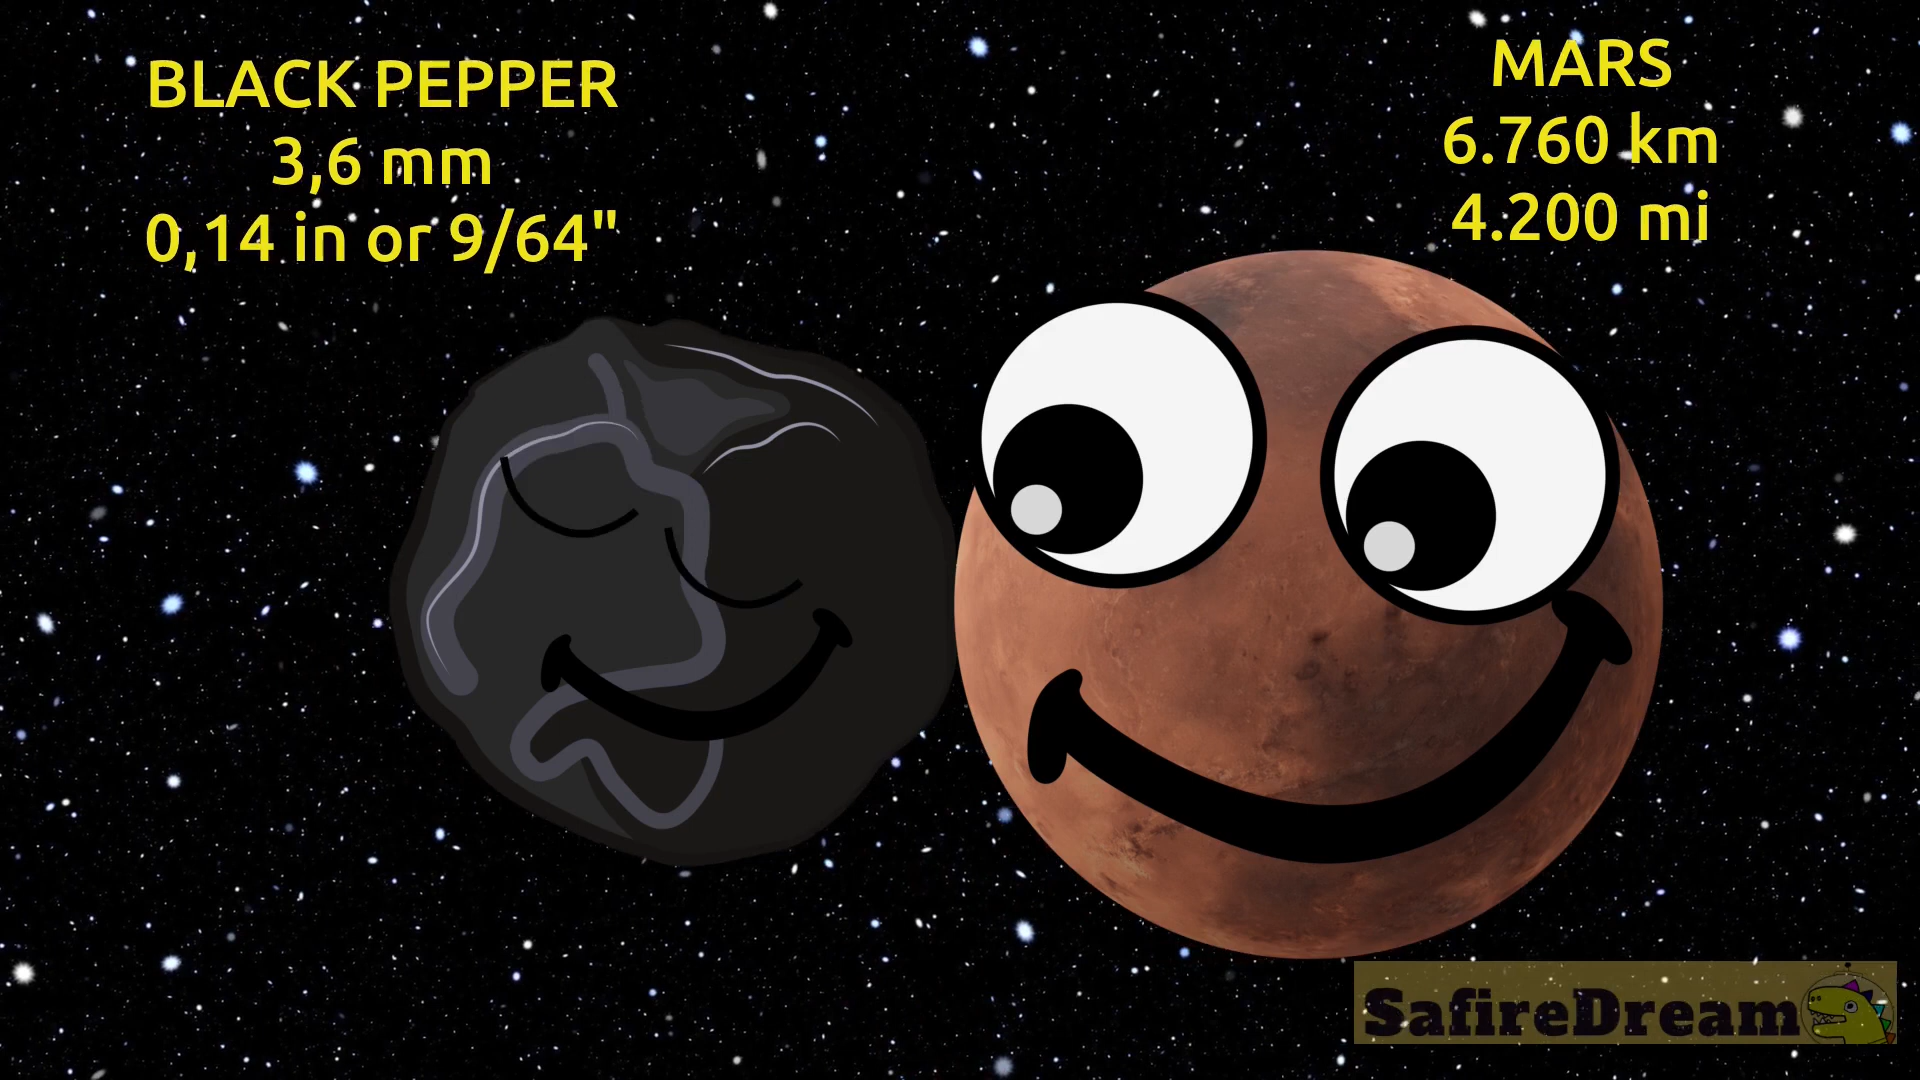 BLACK PEPPER
3,6 mm
0,14 in or 9/64"
MARS
6.760 km
4.200 mi
SafireDream